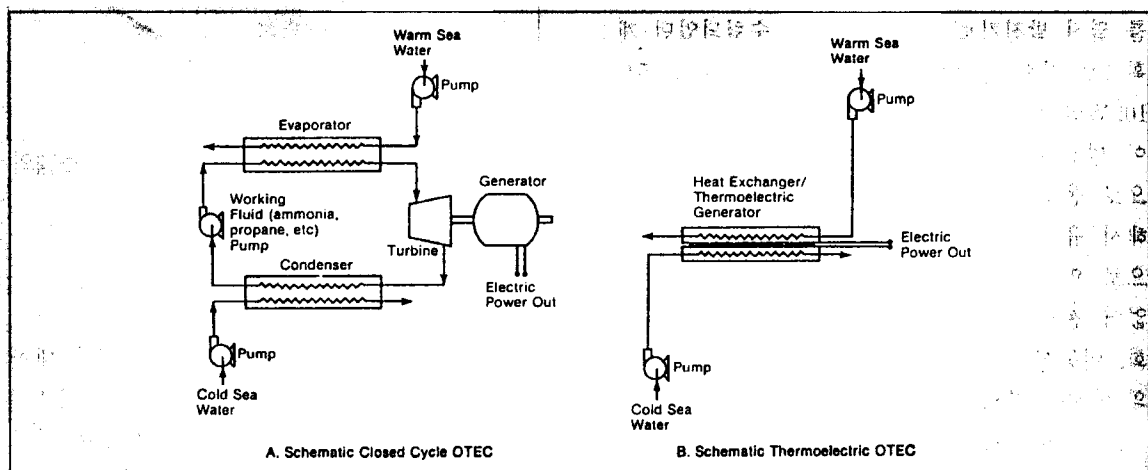 Warm Sea
Water
Pump
Evaporator
Working
Fluid (ammonia,
propane, etc)
Pump
Generator
Turbine
Condenser
Electric
Power Out
Pump
Cold Sea
Water
A. Schematic Closed Cycle OTEC
Warm Sea
Water
Pump
Heat Exchanger/
Thermoelectric
Generator
Electric
Power Out
Pump
Cold Sea
Water
B. Schematic Thermoelectric OTEC